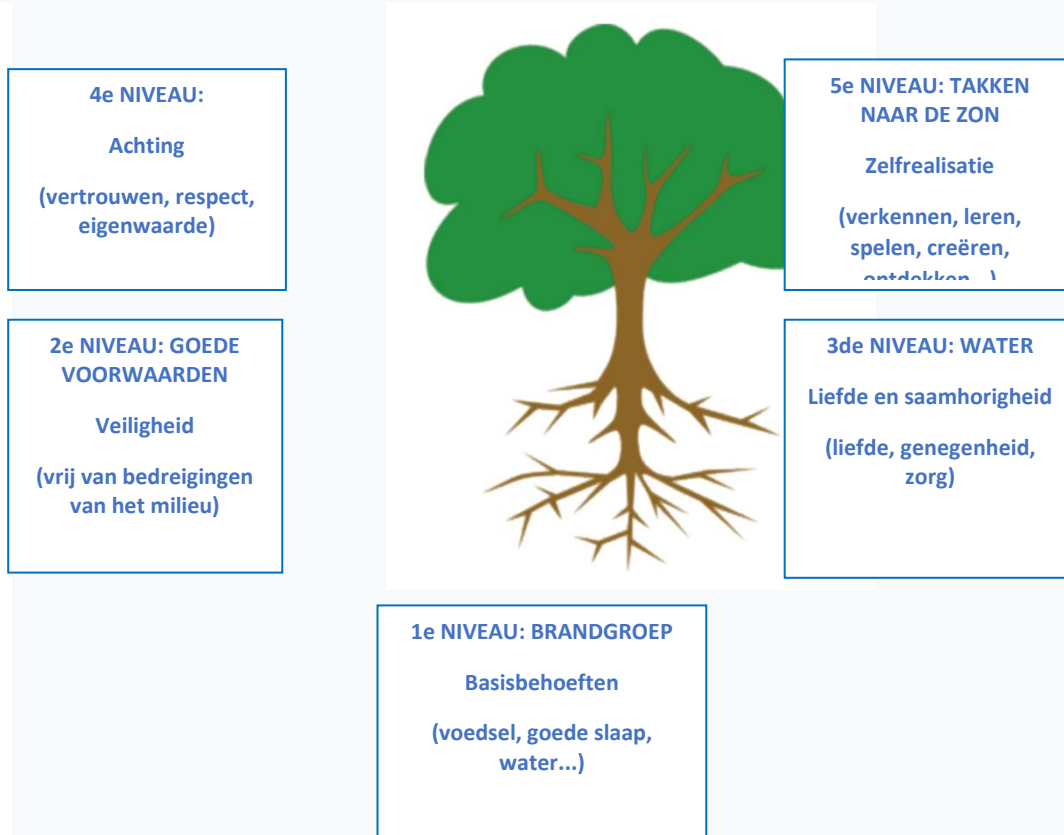 4e NIVEAU:
Achting
(vertrouwen, respect,
eigenwaarde)
5e NIVEAU: TAKKEN
NAAR DE ZON
Zelfrealisatie
(verkennen, leren,
spelen, creëren,
ontdekken...)
2e NIVEAU: GOEDE
VOORWAARDEN
Veiligheid
(vrij van bedreigingen
van het milieu)
3de NIVEAU: WATER
Liefde en saamhorigheid
(liefde, genegenheid,
zorg)
1e NIVEAU: BRANDGROEP
Basisbehoeften
(voedsel, goede slaap,
water...)